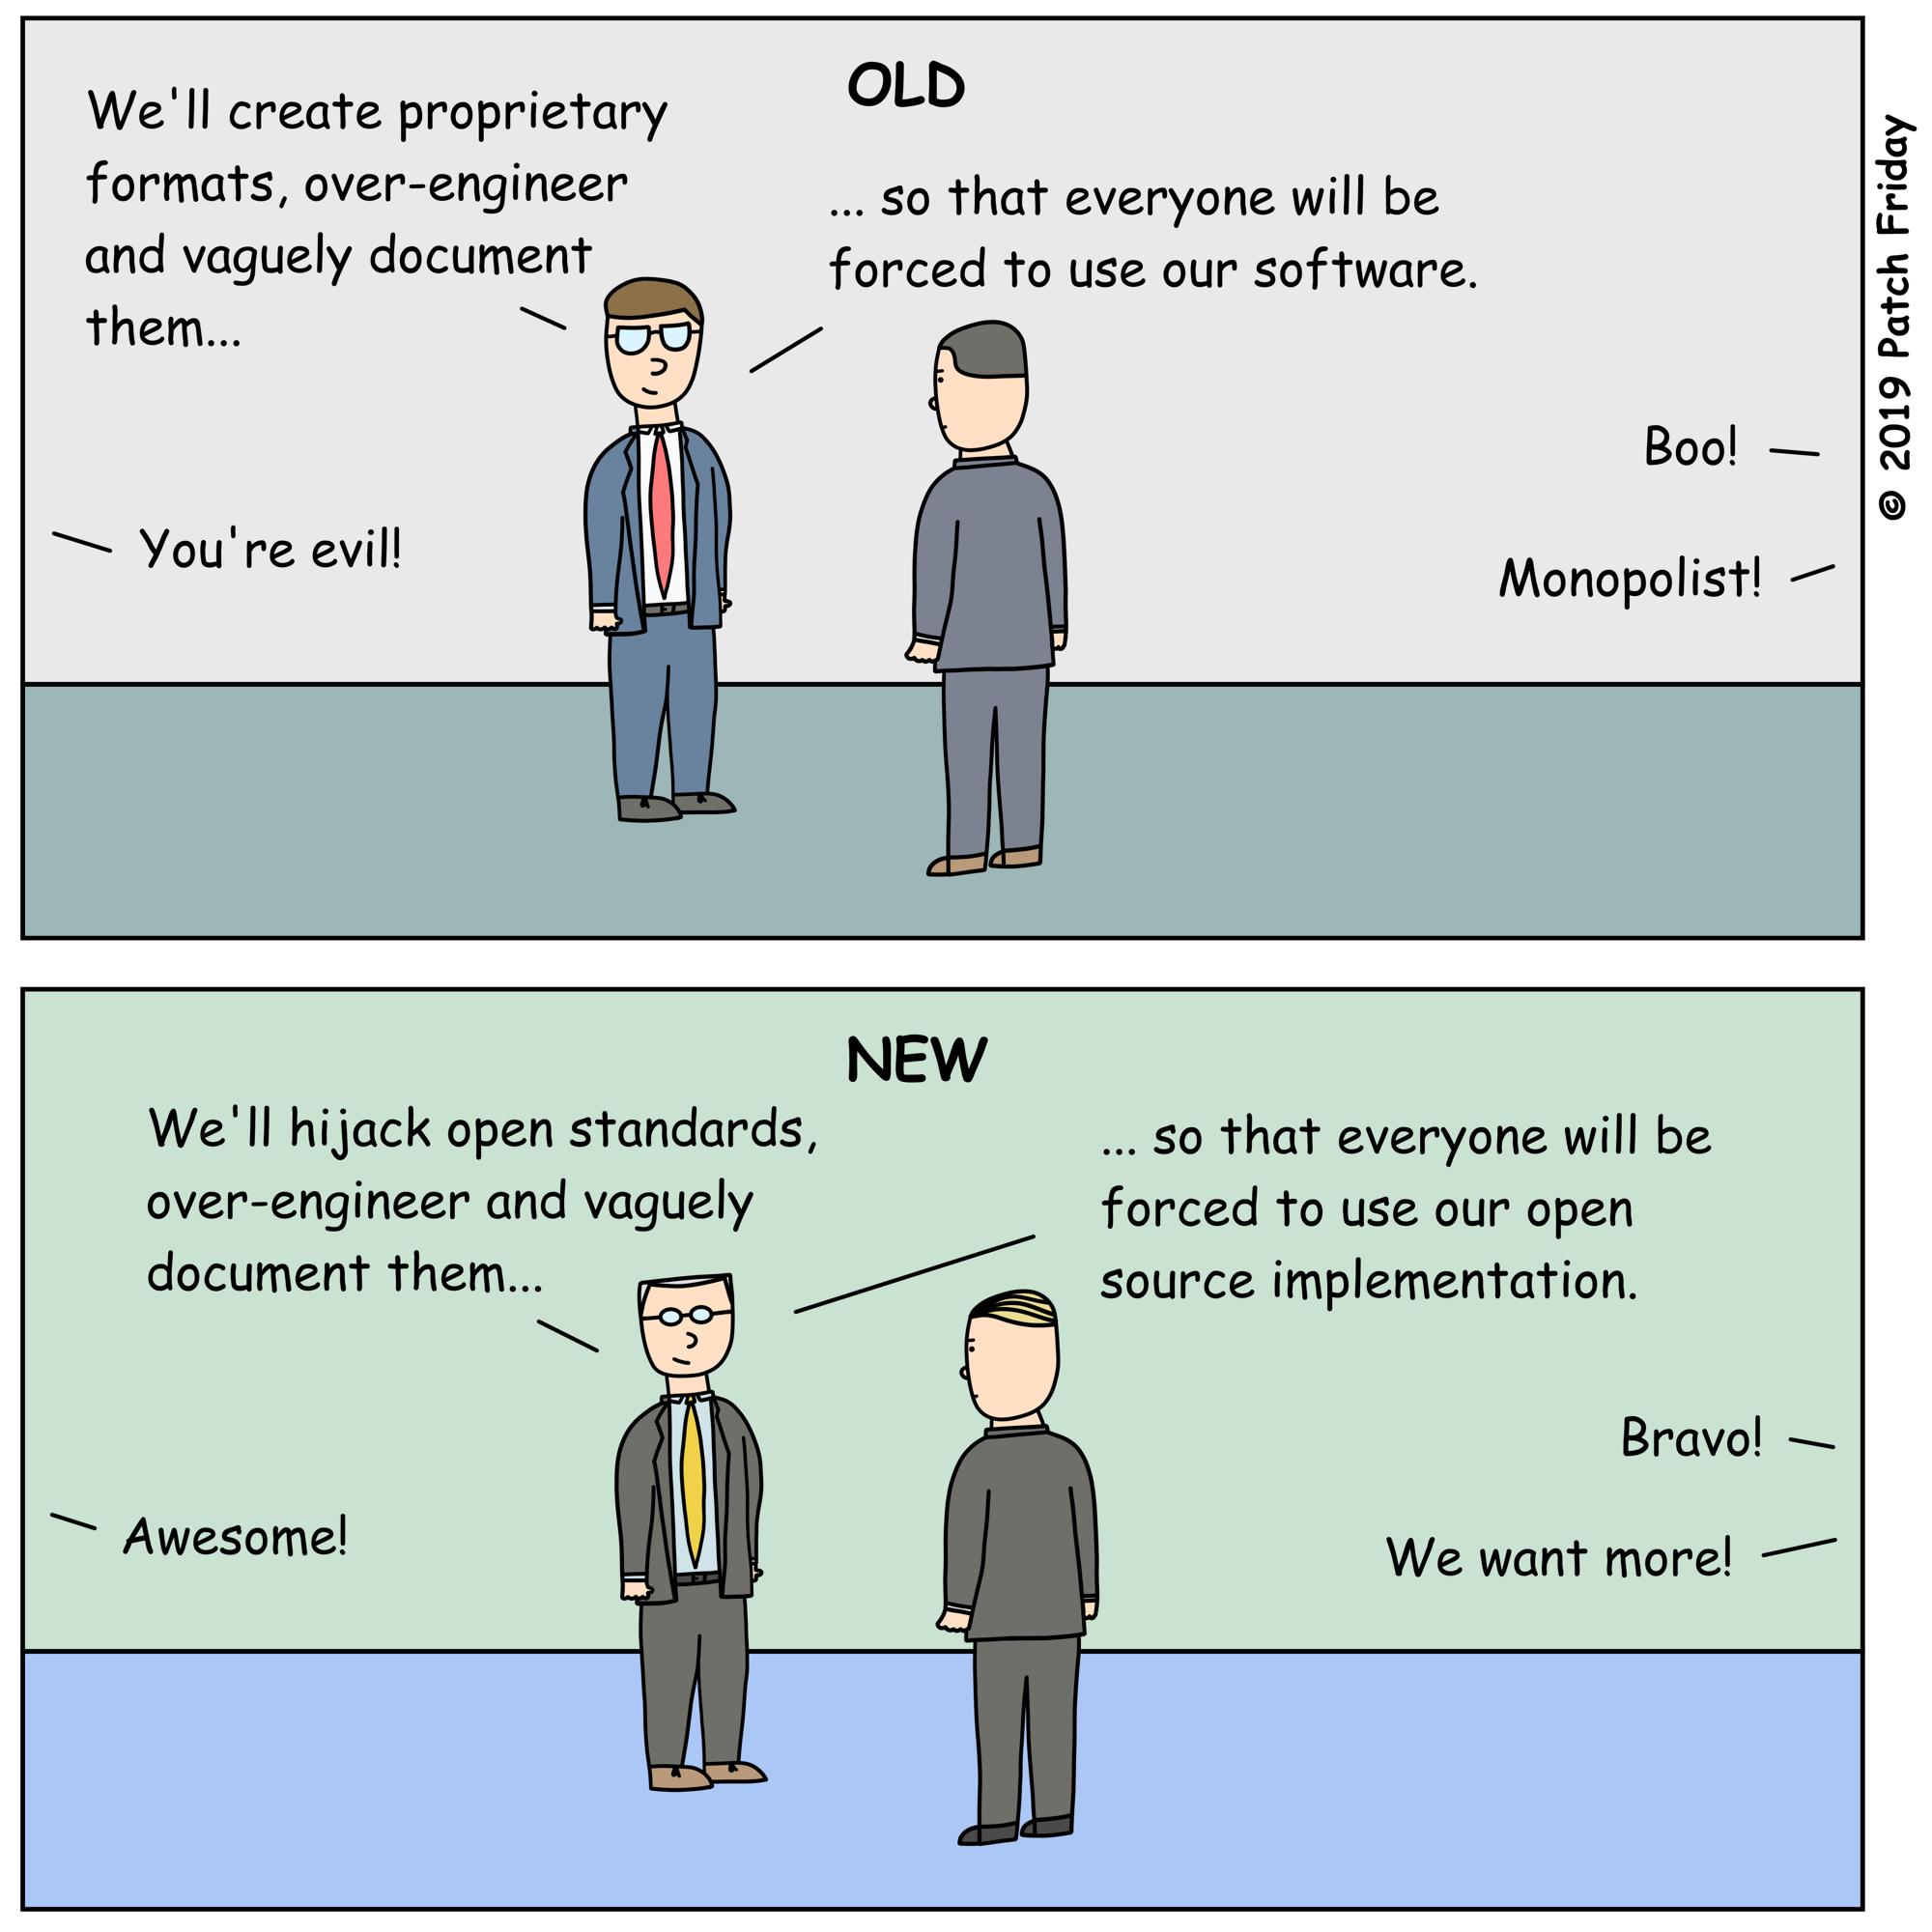 OLD
We'll create proprietary
formats, over-engineer
and vaguely document
them...
... so that everyone will be
forced to use our software.
Boo!
You're evil!
Monopolist!
© 2019 Patch Friday
NEW
We'll hijack open standards,
over-engineer and vaguely
document them...
... so that everyone will be
forced to use our open
source implementation.
Bravo!
Awesome!
We want more!